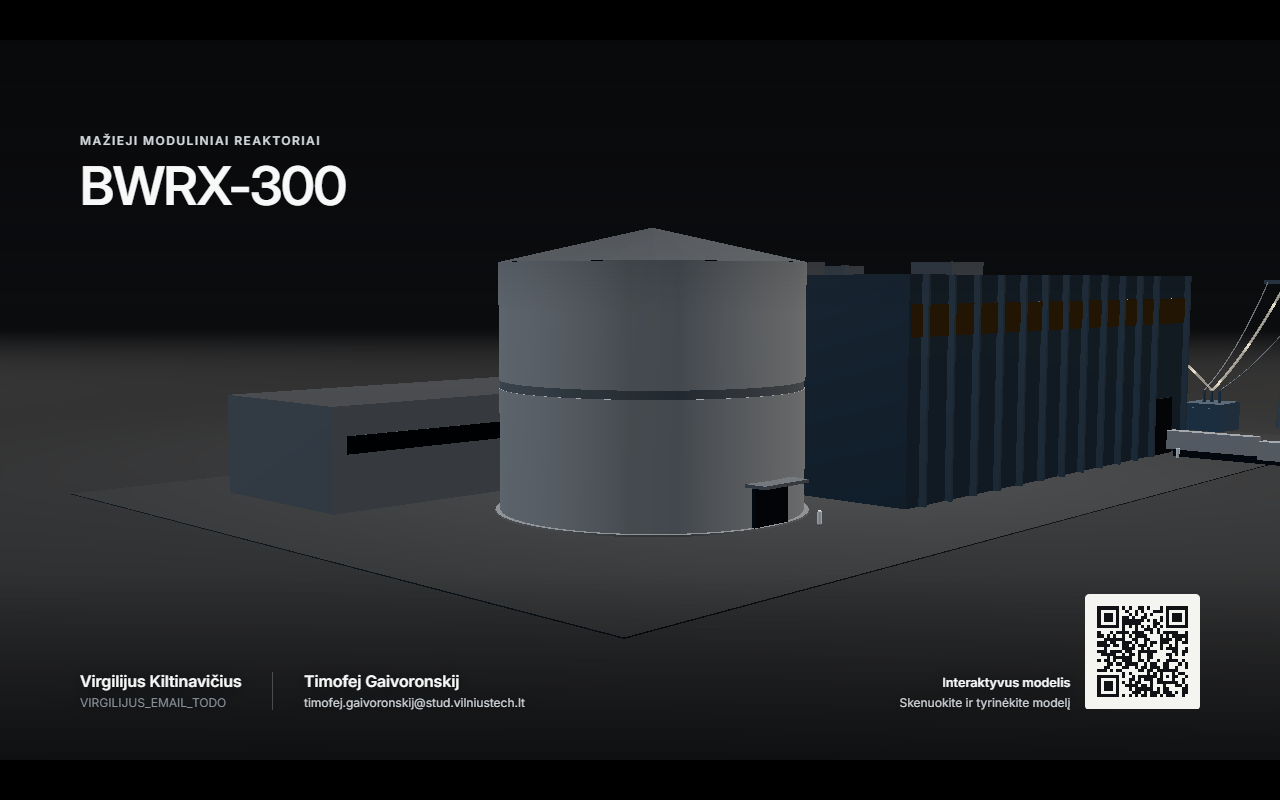 MAŽIEJI MODULINIAI REAKTORIAI
BWRX-300
Virgilijus Kiltinavičius
VIRGILIJUS_EMAIL_TODO
Timofej Gaivoronskij
timofej.gaivoronskij@stud.vilniustech.lt
Interaktyvus modelis
Skenuokite ir tyrinėkite modelį